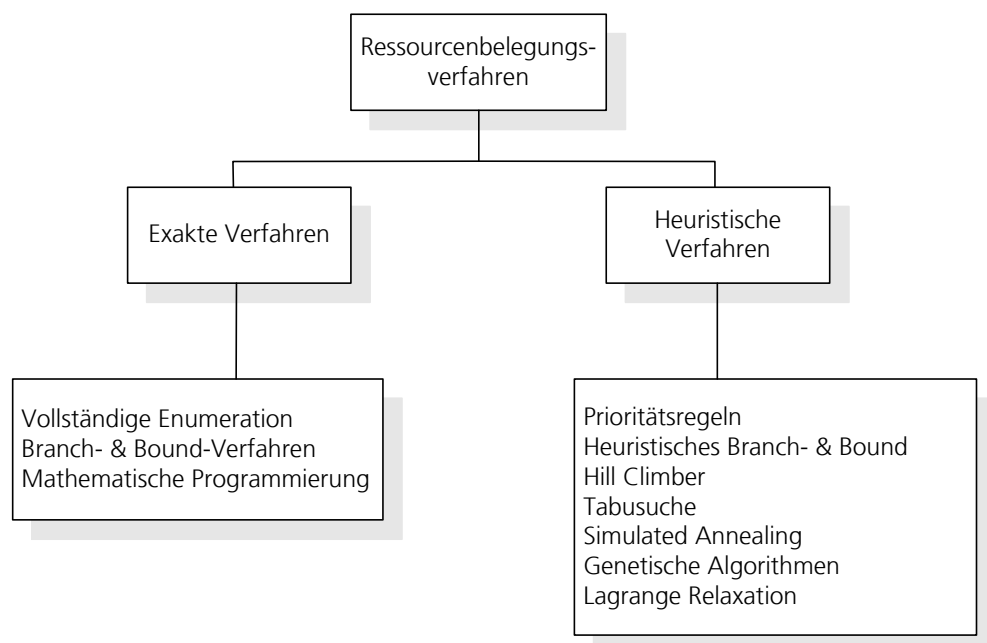 Ressourcenbelegungs-
verfahren
Exakte Verfahren
Heuristische
Verfahren
Vollständige Enumeration
Branch- & Bound-Verfahren
Mathematische Programmierung
Prioritätsregeln
Heuristisches Branch- & Bound
Hill Climber
Tabusuche
Simulated Annealing
Genetische Algorithmen
Lagrange Relaxation